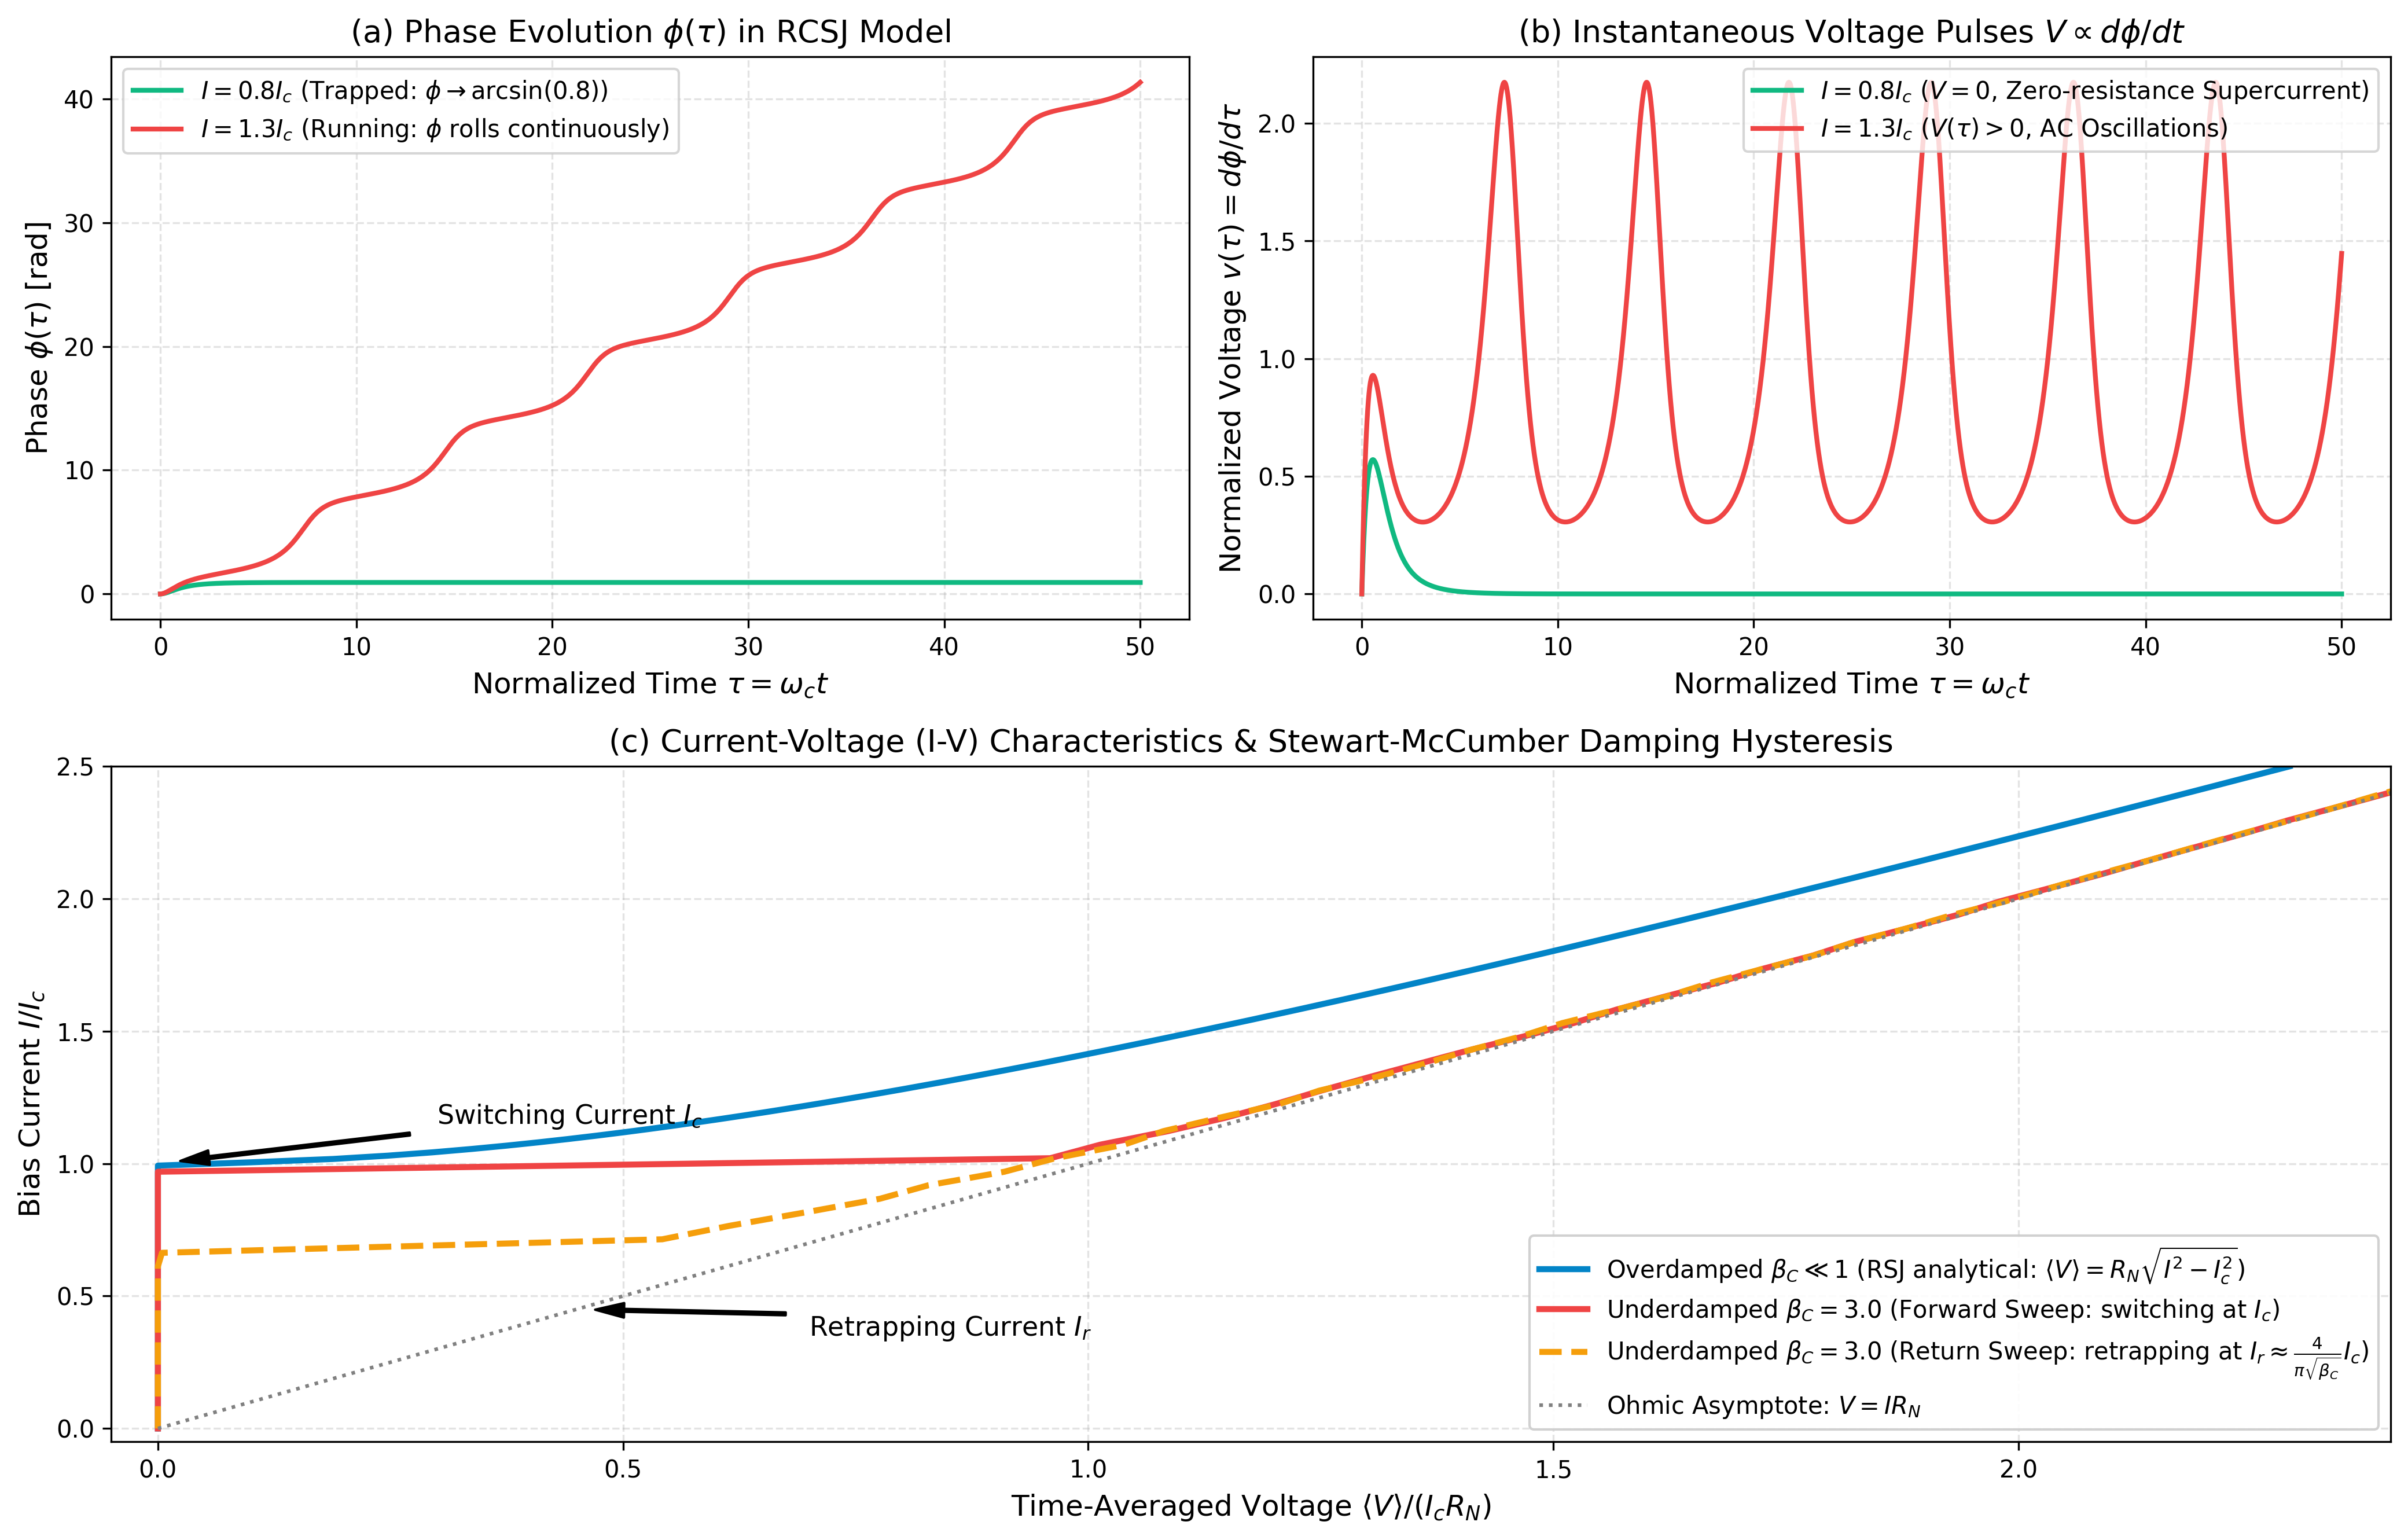 (a) Phase Evolution ϕ(τ) in RCSJ Model
I = 0.8I_c (Trapped: ϕ → arcsin(0.8))
I = 1.3I_c (Running: ϕ rolls continuously)
Phase ϕ(τ) [rad]
40
30
20
10
0
0 10 20 30 40 50
Normalized Time τ = ω_c t
(b) Instantaneous Voltage Pulses V ∝ dϕ/dt
I = 0.8I_c (V = 0, Zero-resistance Supercurrent)
I = 1.3I_c (V(τ) > 0, AC Oscillations)
Normalized Voltage v(τ) = dϕ/dτ
2.0
1.5
1.0
0.5
0.0
0 10 20 30 40 50
Normalized Time τ = ω_c t
(c) Current-Voltage (I-V) Characteristics & Stewart-McCumber Damping Hysteresis
Bias Current I/I_c
2.5
2.0
1.5
1.0
0.5
0.0
Switching Current I_c
Retrapping Current I_r
Overdamped β_C ≪ 1 (RSJ analytical: ⟨V⟩ = R_N√(I² − I_c²))
Underdamped β_C = 3.0 (Forward Sweep: switching at I_c)
Underdamped β_C = 3.0 (Return Sweep: retrapping at I_r ≈ 4/(π√β_C) I_c)
Ohmic Asymptote: V = IR_N
0.0 0.5 1.0 1.5 2.0
Time-Averaged Voltage ⟨V⟩/(I_c R_N)